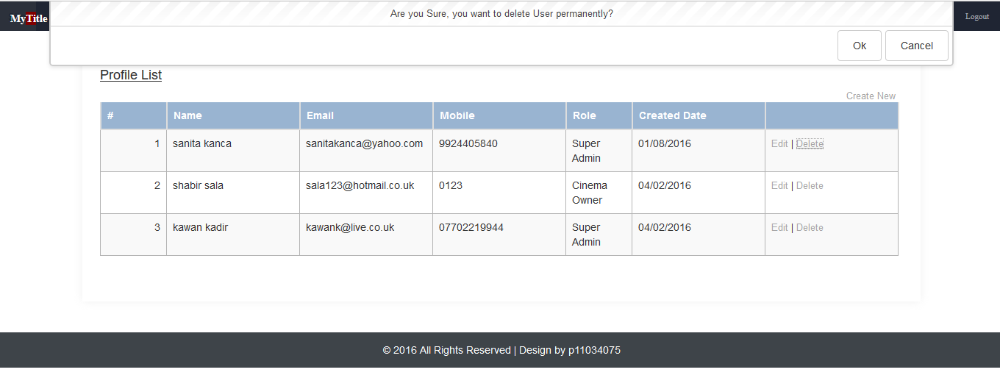 MyTitle
Are you Sure, you want to delete User permanently?
Logout
Ok Cancel
Profile List
Create New
# Name Email Mobile Role Created Date
1 sanita kanca sanitakanca@yahoo.com 9924405840 Super Admin 01/08/2016 Edit | Delete
2 shabir sala sala123@hotmail.co.uk 0123 Cinema Owner 04/02/2016 Edit | Delete
3 kawan kadir kawank@live.co.uk 07702219944 Super Admin 04/02/2016 Edit | Delete
© 2016 All Rights Reserved | Design by p11034075